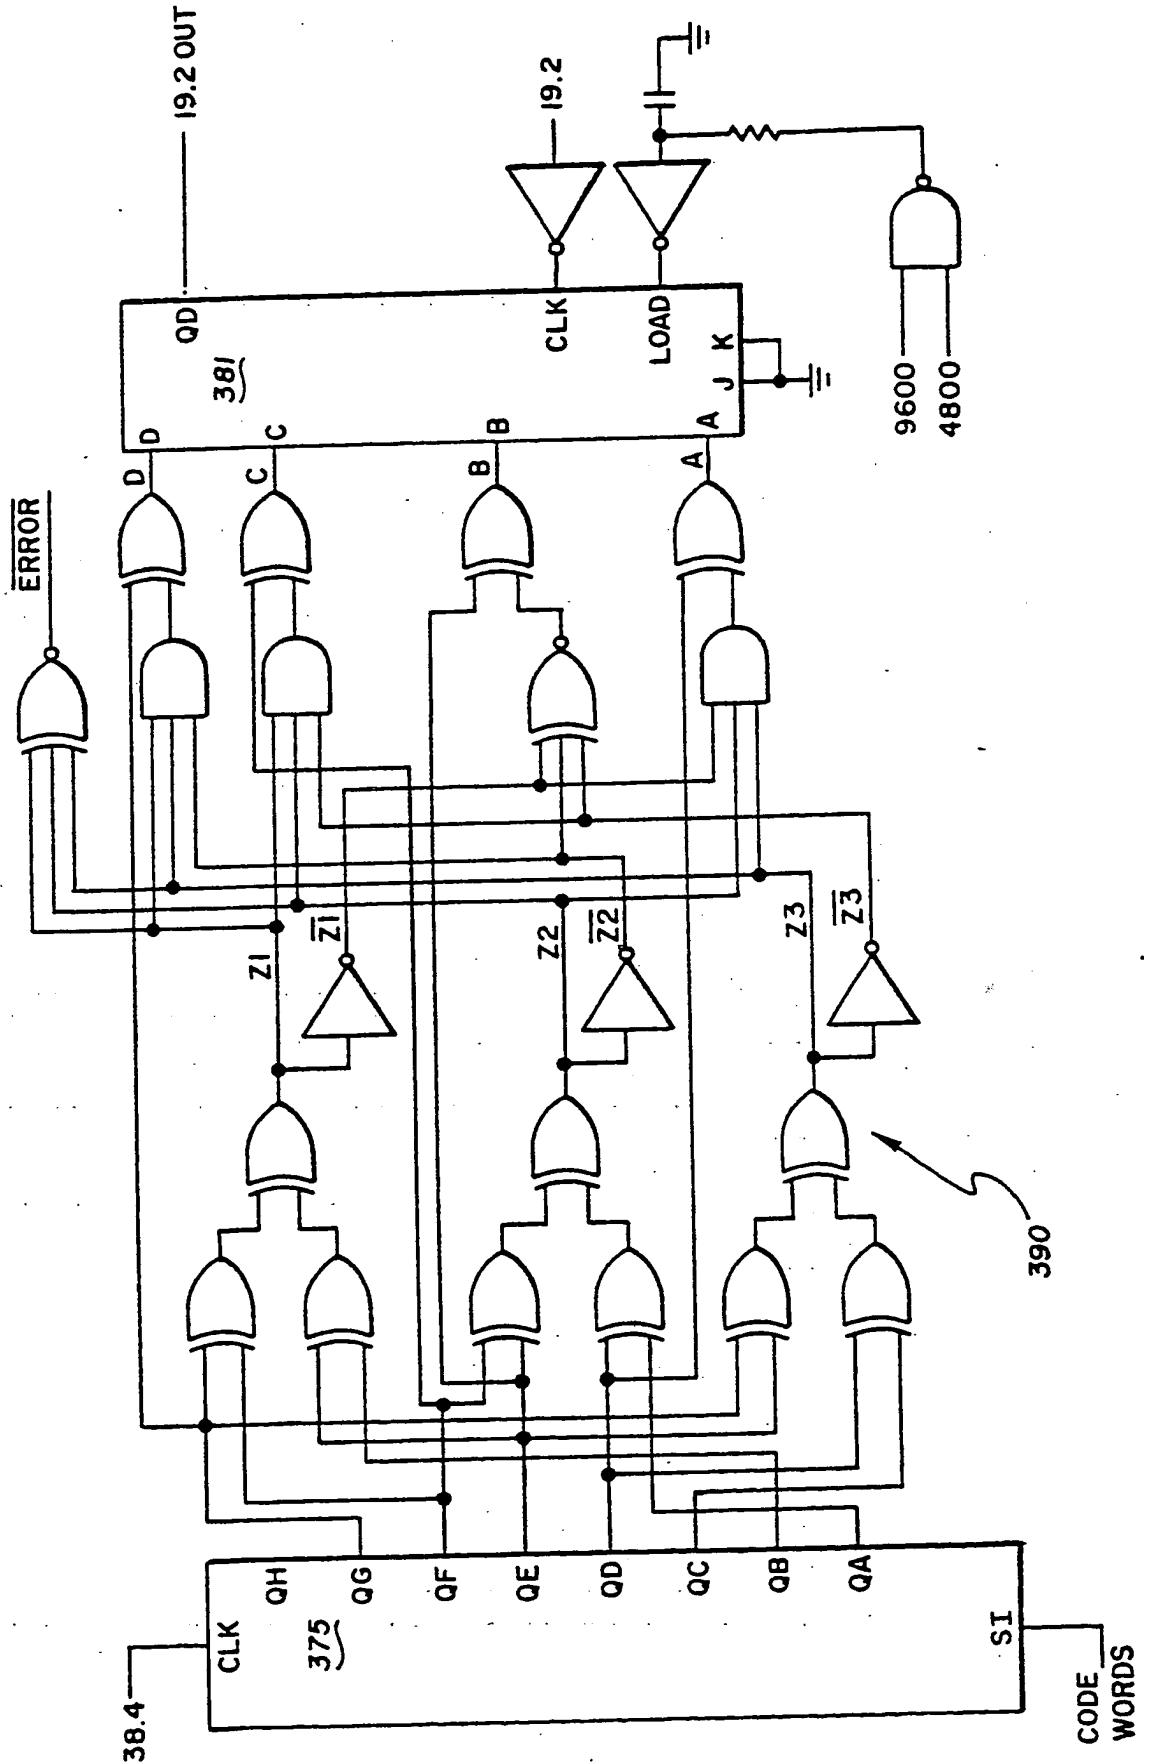 38.4
CLK
QH
QG
QF
QE
QD
QC
QB
QA
375
SI
CODE
WORDS
390
Z1
Z1
Z2
Z2
Z3
Z3
ERROR
D
C
B
A
D
C
B
A
381
QD
CLK
LOAD
J
K
19.2 OUT
19.2
9600
4800